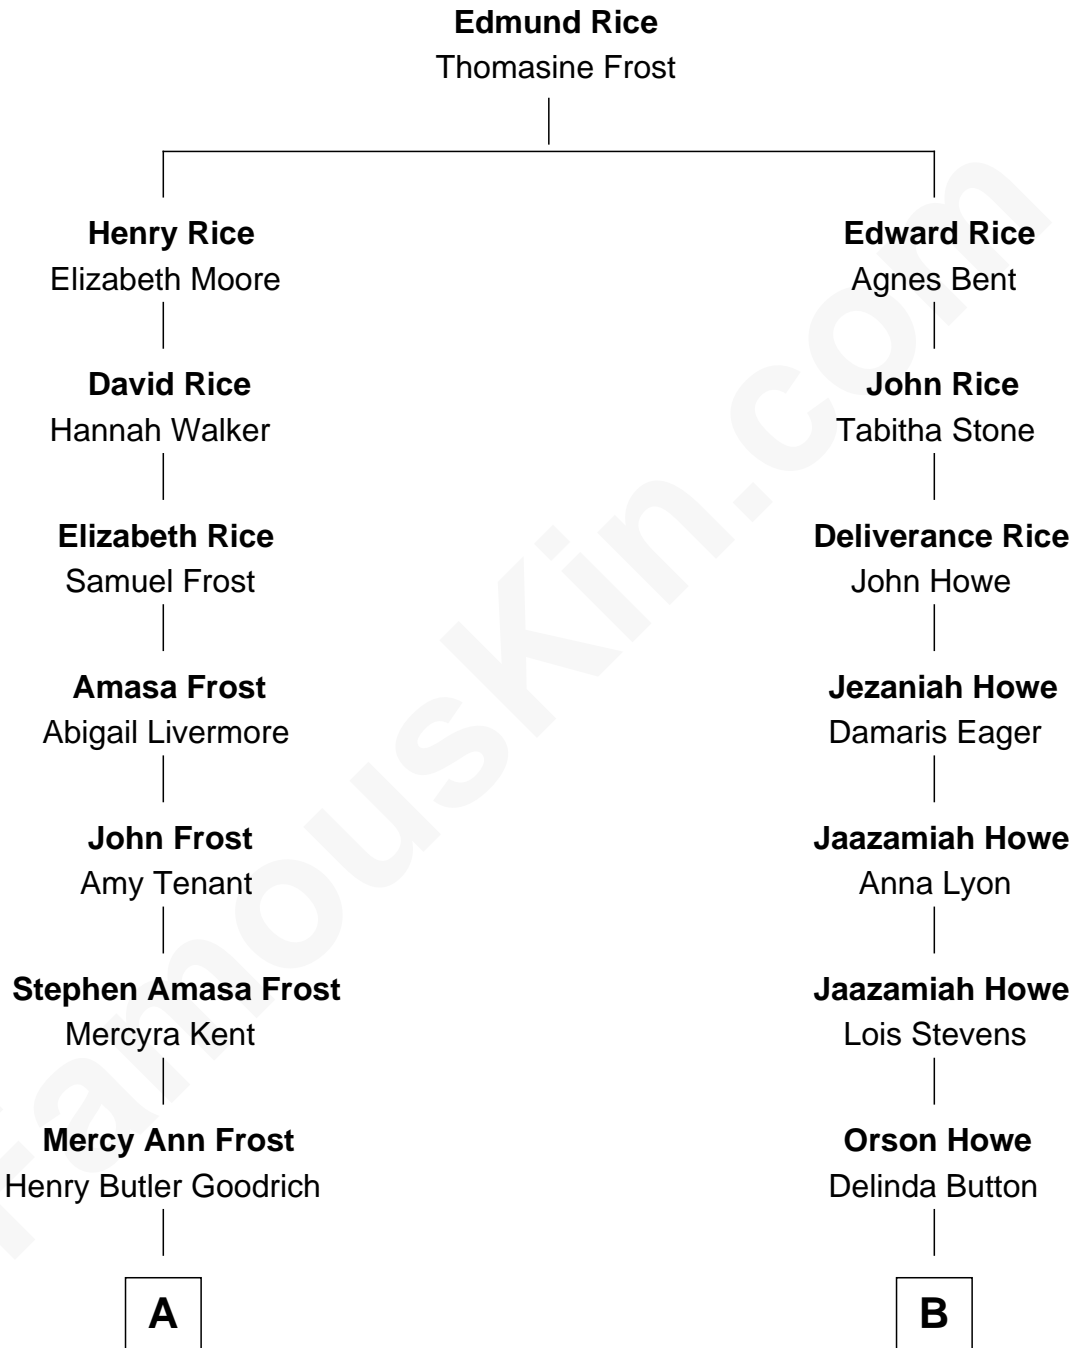 Edmund Rice
Thomasine Frost
Henry Rice
Elizabeth Moore
Edward Rice
Agnes Bent
David Rice
Hannah Walker
John Rice
Tabitha Stone
Elizabeth Rice
Samuel Frost
Deliverance Rice
John Howe
Amasa Frost
Abigail Livermore
Jezaniah Howe
Damaris Eager
John Frost
Amy Tenant
Jaazamiah Howe
Anna Lyon
Stephen Amasa Frost
Mercyra Kent
Jaazamiah Howe
Lois Stevens
Mercy Ann Frost
Henry Butler Goodrich
Orson Howe
Delinda Button
A
B
FamousKin.com